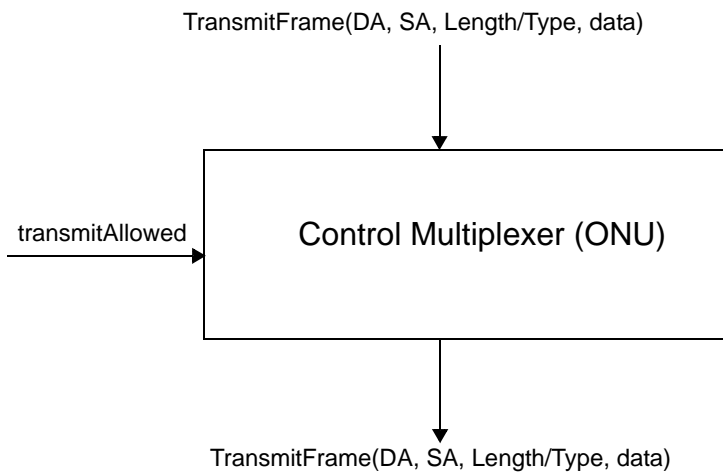 TransmitFrame(DA, SA, Length/Type, data)
transmitAllowed
Control Multiplexer (ONU)
TransmitFrame(DA, SA, Length/Type, data)